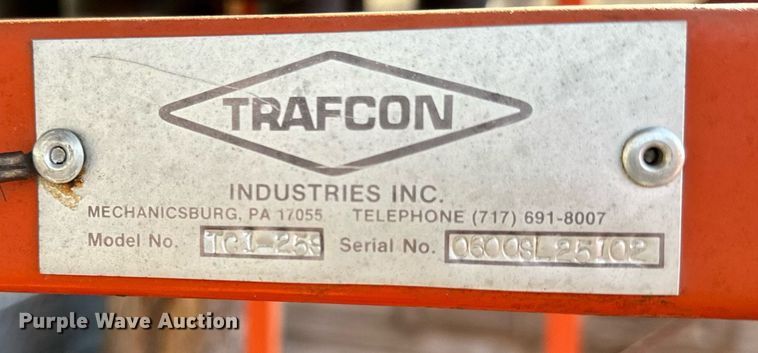 TRAFCON
INDUSTRIES INC.
MECHANICSBURG, PA 17055 TELEPHONE (717) 691-8007
Model No. TC1-25S Serial No. 0600SL25102
Purple Wave Auction